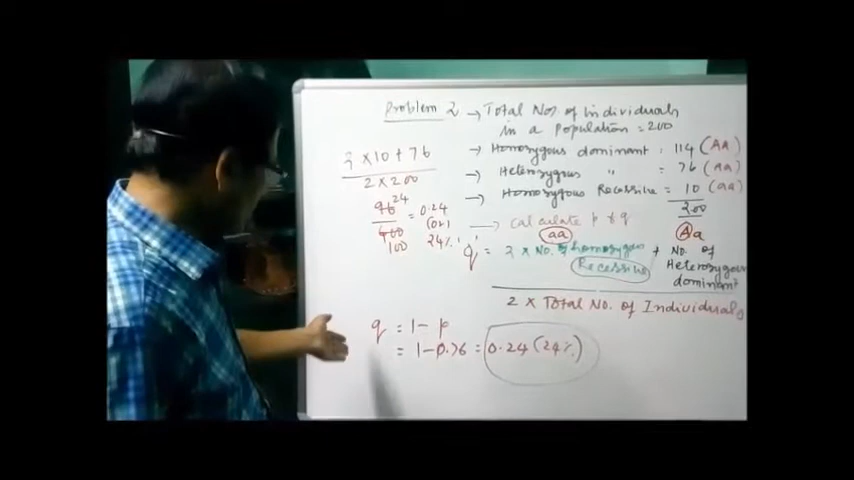 Problem 2 → Total Nos. of individuals
in a Population = 200
→ Homozygous dominant : 114 (AA)
→ Heterozygous " = 76 (AA)
→ Homozygous Recessive = 10 (aa)
200
→ calculate p & q
2 × 10 + 76
2 × 200
96 24
400 = 0.24
100
(or)
24%
aa
Aa
q = 2 × No. of homozygous Recessive + No. of Heterozygous dominant
2 × Total No. of Individuals
q = 1 - p
= 1 - 0.76 = 0.24 (24%)